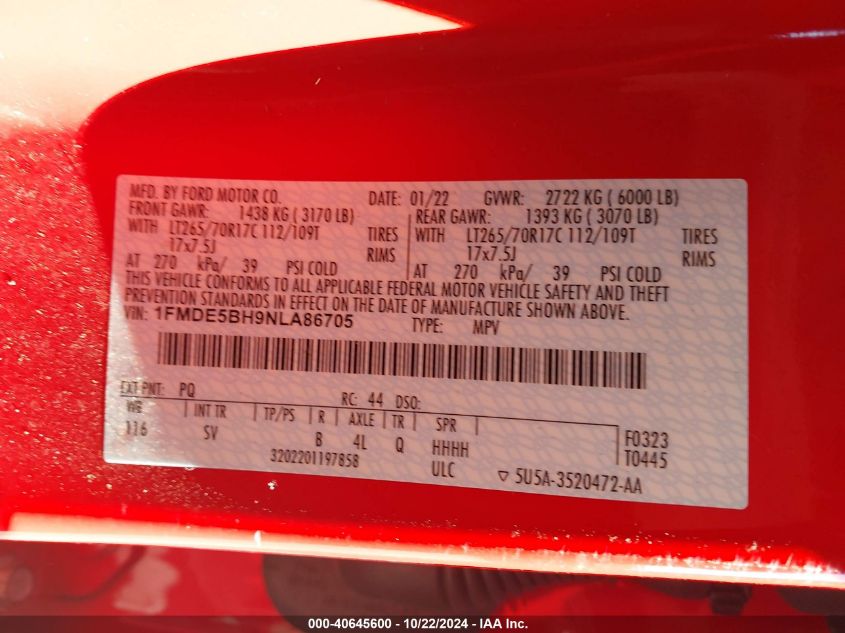 MFD. BY FORD MOTOR CO. DATE: 01/22 GVWR: 2722 KG ( 6000 LB)
FRONT GAWR: 1438 KG ( 3170 LB) REAR GAWR: 1393 KG ( 3070 LB)
WITH LT265/70R17C 112/109T TIRES WITH LT265/70R17C 112/109T TIRES
17x7.5J RIMS 17x7.5J RIMS
AT 270 kPa/ 39 PSI COLD AT 270 kPa/ 39 PSI COLD
THIS VEHICLE CONFORMS TO ALL APPLICABLE FEDERAL MOTOR VEHICLE SAFETY AND THEFT
PREVENTION STANDARDS IN EFFECT ON THE DATE OF MANUFACTURE SHOWN ABOVE.
VIN: 1FMDE5BH9NLA86705 TYPE: MPV
EXT PNT: PQ RC: 44 DSO:
WB INT TR TP/PS R AXLE TR SPR
116 SV B 4L Q HHHH F0323
3202201197858 ULC T0445
5U5A-3520472-AA
000-40645600 - 10/22/2024 - IAA Inc.